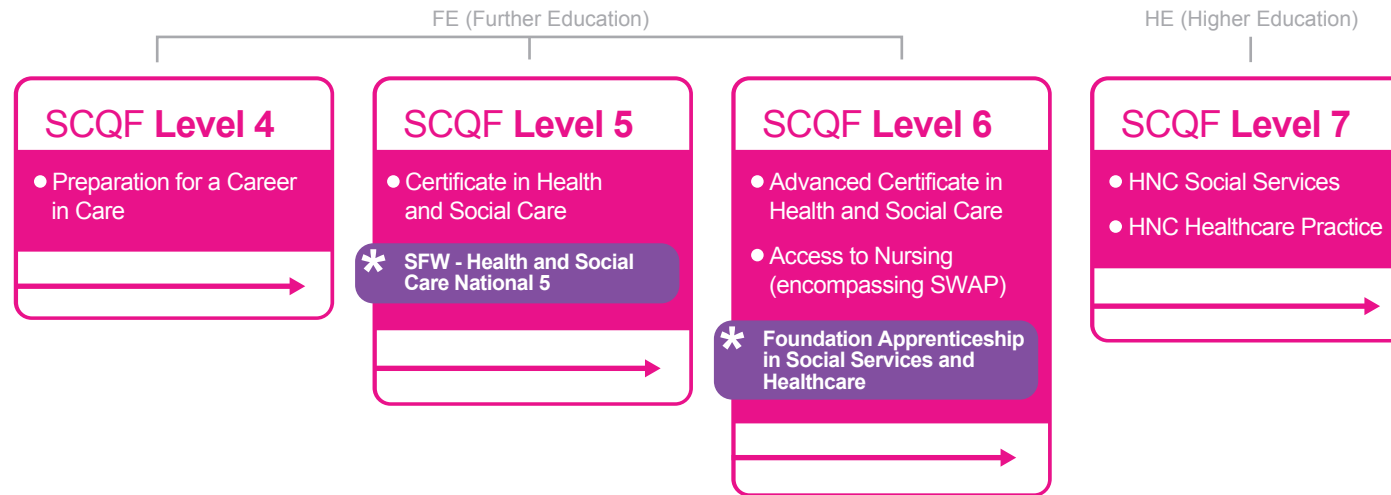 FE (Further Education)
HE (Higher Education)
SCQF Level 4
● Preparation for a Career
in Care
SCQF Level 5
● Certificate in Health
and Social Care
* SFW - Health and Social
Care National 5
SCQF Level 6
● Advanced Certificate in
Health and Social Care
● Access to Nursing
(encompassing SWAP)
* Foundation Apprenticeship
in Social Services and
Healthcare
SCQF Level 7
● HNC Social Services
● HNC Healthcare Practice